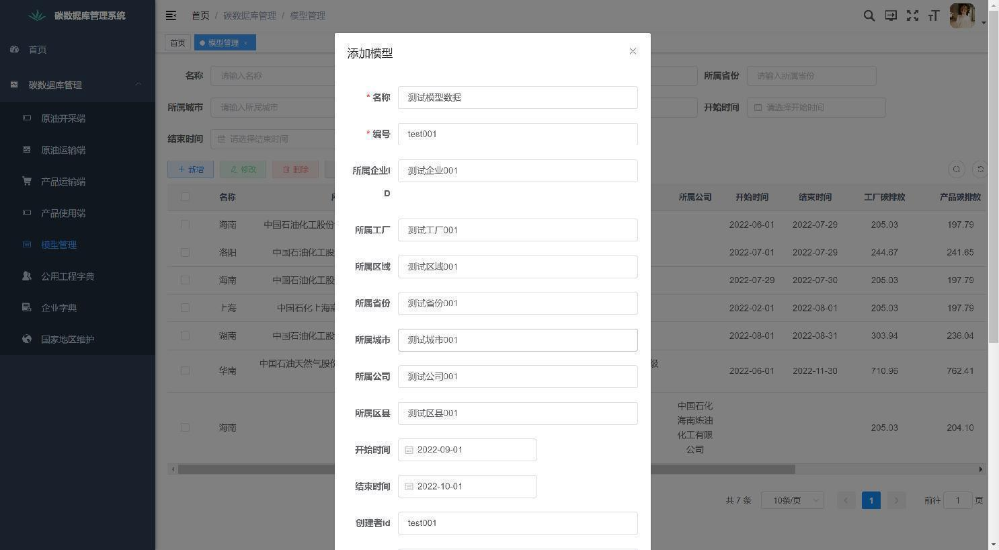 碳数据库管理系统
首页 / 碳数据库管理 / 模型管理
首页
模型管理 ×
首页
碳数据库管理
原油开采端
原油运输端
产品运输端
产品使用端
模型管理
公用工程字典
企业字典
国家地区维护
名称 请输入名称
所属省份 请输入所属省份
所属城市 请输入所属城市
开始时间 请选择开始时间
结束时间 请选择结束时间
+ 新增 修改 删除
名称 所属公司 开始时间 结束时间 工厂碳排放 产品碳排放
海南 中国石油化工股份 2022-06-01 2022-07-29 205.03 197.79
洛阳 中国石油化工股 2022-07-01 2022-07-29 244.67 241.65
海南 中国石油化工股 2022-07-29 2022-07-30 205.03 197.79
上海 中国石化上海高 2022-02-01 2022-08-01 205.03 197.79
湖南 中国石油化工股 2022-08-01 2022-08-31 303.94 236.04
华南 中国石油天然气股份 级 2022-06-01 2022-11-30 710.96 762.41
海南 中国石化 205.03 204.10
海南炼油
化工有限
公司
共 7 条 10条/页 1 前往 1 页
添加模型
* 名称 测试模型数据
* 编号 test001
所属企业I 测试企业001
D
所属工厂 测试工厂001
所属区域 测试区域001
所属省份 测试省份001
所属城市 测试城市001
所属公司 测试公司001
所属区县 测试区县001
开始时间 2022-09-01
结束时间 2022-10-01
创建者id test001